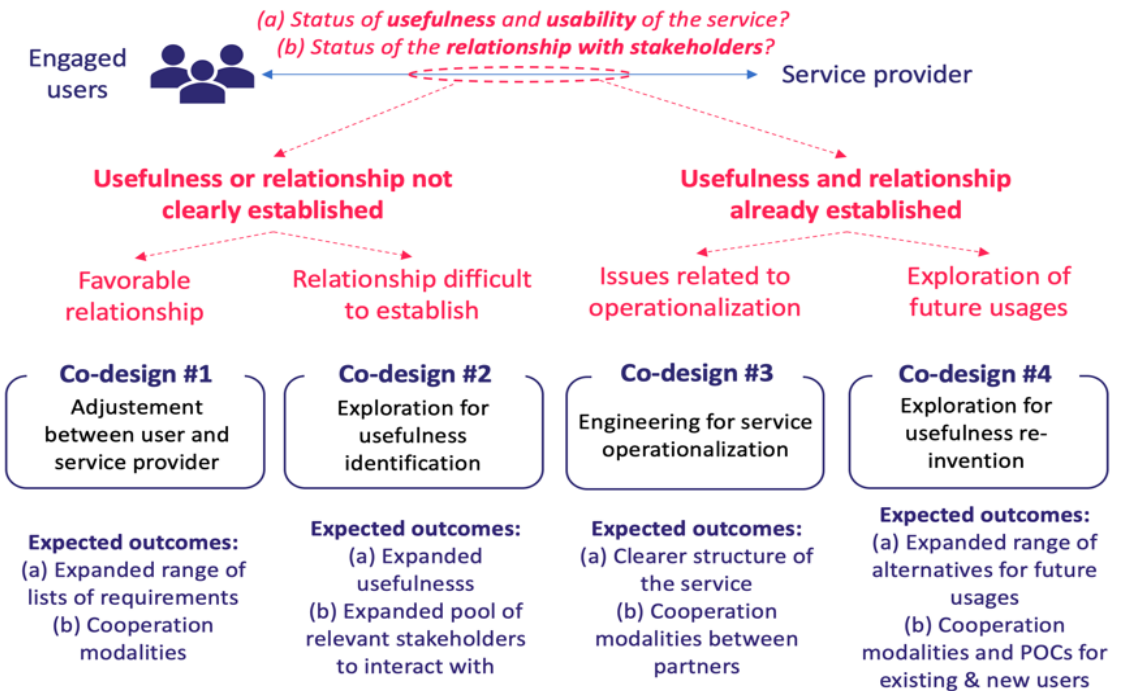 (a) Status of usefulness and usability of the service?
(b) Status of the relationship with stakeholders?
Engaged
users
Service provider
Usefulness or relationship not
clearly established
Usefulness and relationship
already established
Favorable
relationship
Relationship difficult
to establish
Issues related to
operationalization
Exploration of
future usages
Co-design #1
Adjustement
between user and
service provider
Co-design #2
Exploration for
usefulness
identification
Co-design #3
Engineering for service
operationalization
Co-design #4
Exploration for
usefulness re-
invention
Expected outcomes:
(a) Expanded range of
lists of requirements
(b) Cooperation
modalities
Expected outcomes:
(a) Expanded
usefulnesss
(b) Expanded pool of
relevant stakeholders
to interact with
Expected outcomes:
(a) Clearer structure of
the service
(b) Cooperation
modalities between
partners
Expected outcomes:
(a) Expanded range of
alternatives for future
usages
(b) Cooperation
modalities and POCs for
existing & new users